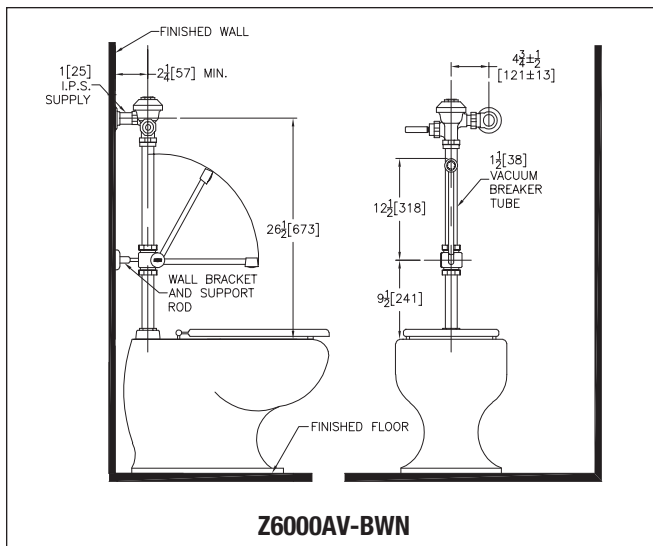 FINISHED WALL
1[25]
I.P.S.
SUPPLY
2¼[57] MIN.
4¾±½
[121±13]
1½[38]
VACUUM
BREAKER
TUBE
12½[318]
26½[673]
WALL BRACKET
AND SUPPORT
ROD
9½[241]
FINISHED FLOOR
Z6000AV-BWN